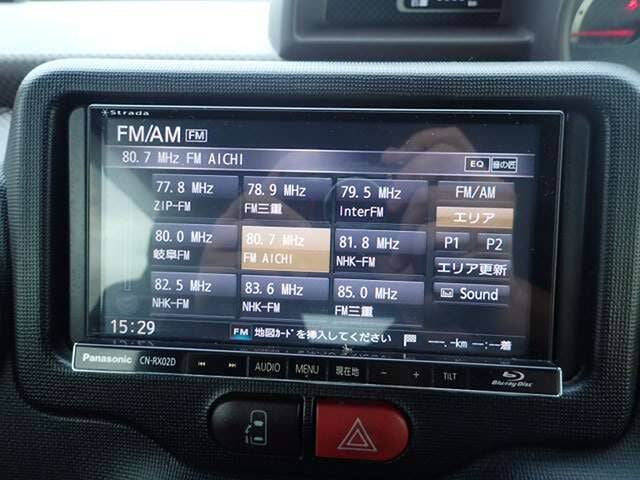 Strada
FM/AM FM
80.7 MHz FM AICHI
EQ 音の匠
77.8 MHz
ZIP-FM
78.9 MHz
FM三重
79.5 MHz
InterFM
FM/AM
エリア
80.0 MHz
岐阜FM
80.7 MHz
FM AICHI
81.8 MHz
NHK-FM
P1 P2
エリア更新
82.5 MHz
NHK-FM
83.6 MHz
NHK-FM
85.0 MHz
FM三重
Sound
15:29
FM 地図ｶｰﾄﾞを挿入してください
---.-km --:--着
Panasonic CN-RX02D
AUDIO MENU 現在地 - + TILT
Blu-ray Disc